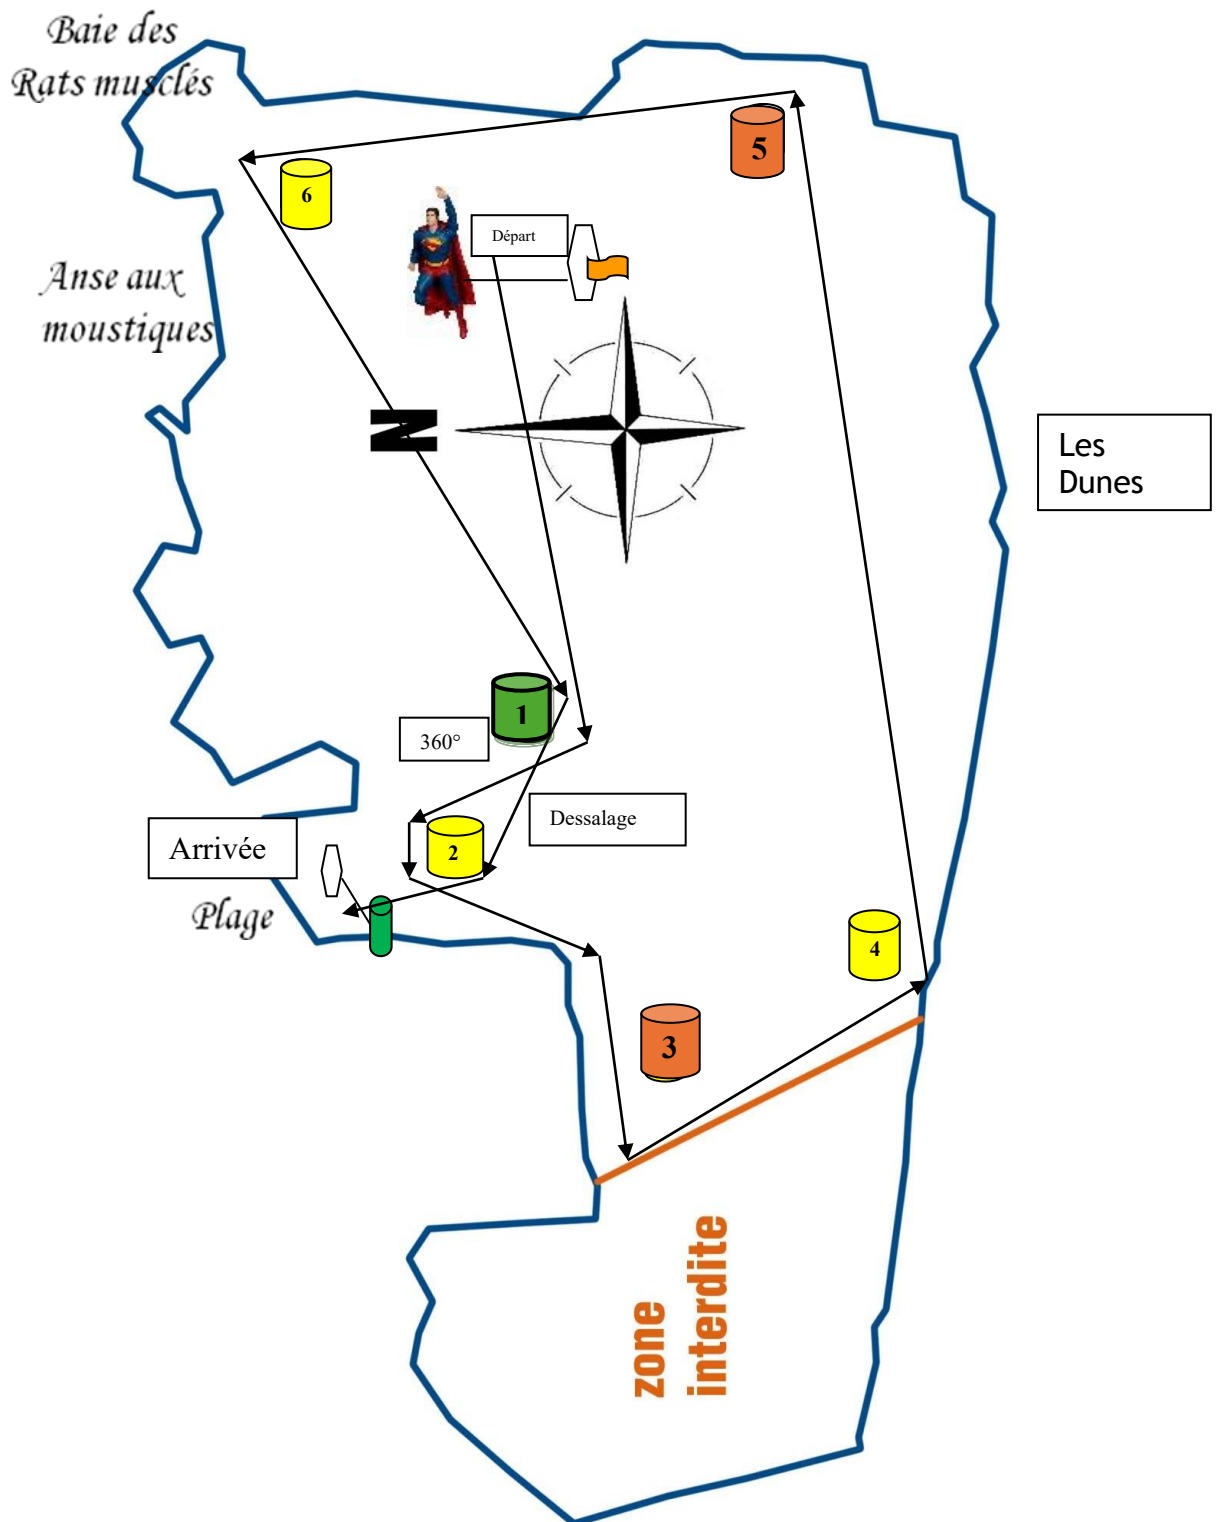 Baie des
Rats musclés
5
6
Départ
Anse aux
moustiques
N
Les
Dunes
1
360°
Dessalage
Arrivée
2
Plage
4
3
zone
interdite